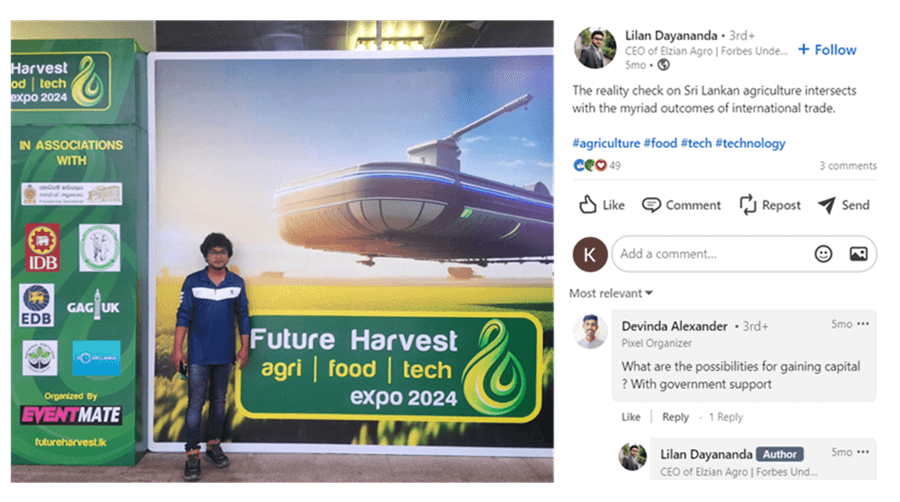 Harvest
od | tech
expo 2024
IN ASSOCIATIONS
WITH
IDB
EDB
GAC UK
SRI LANKA
Organized By
EVENTMATE
futureharvest.lk
Future Harvest
agri | food | tech
expo 2024
Lilan Dayananda • 3rd+
CEO of Elzian Agro | Forbes Unde...
+ Follow
5mo •
The reality check on Sri Lankan agriculture intersects
with the myriad outcomes of international trade.
#agriculture #food #tech #technology
49
3 comments
Like
Comment
Repost
Send
K
Add a comment...
Most relevant
Devinda Alexander • 3rd+
5mo •••
Pixel Organizer
What are the possibilities for gaining capital
? With government support
Like | Reply · 1 Reply
Lilan Dayananda Author
5mo •••
CEO of Elzian Agro | Forbes Und...